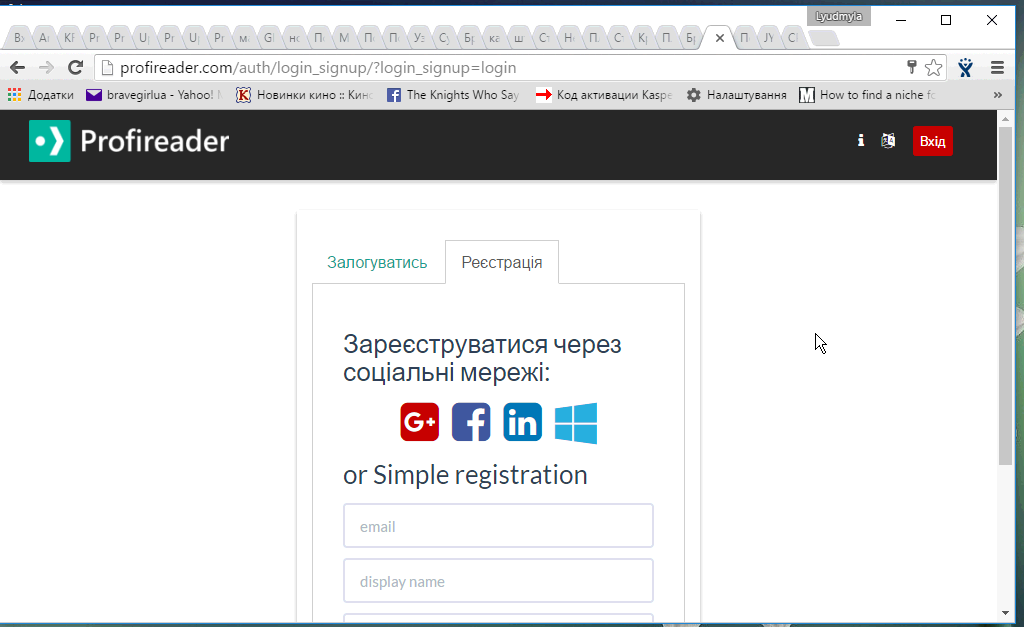 Lyudmyla
profireader.com/auth/login_signup/?login_signup=login
Додатки
bravegirlua - Yahoo!
Новинки кино :: Кин
The Knights Who Say
Код активации Kaspe
Налаштування
How to find a niche fo
»
Profireader
Вхід
Залогуватись
Реєстрація
Зареєструватися через
соціальні мережі:
G+
f
in
or Simple registration
email
display name